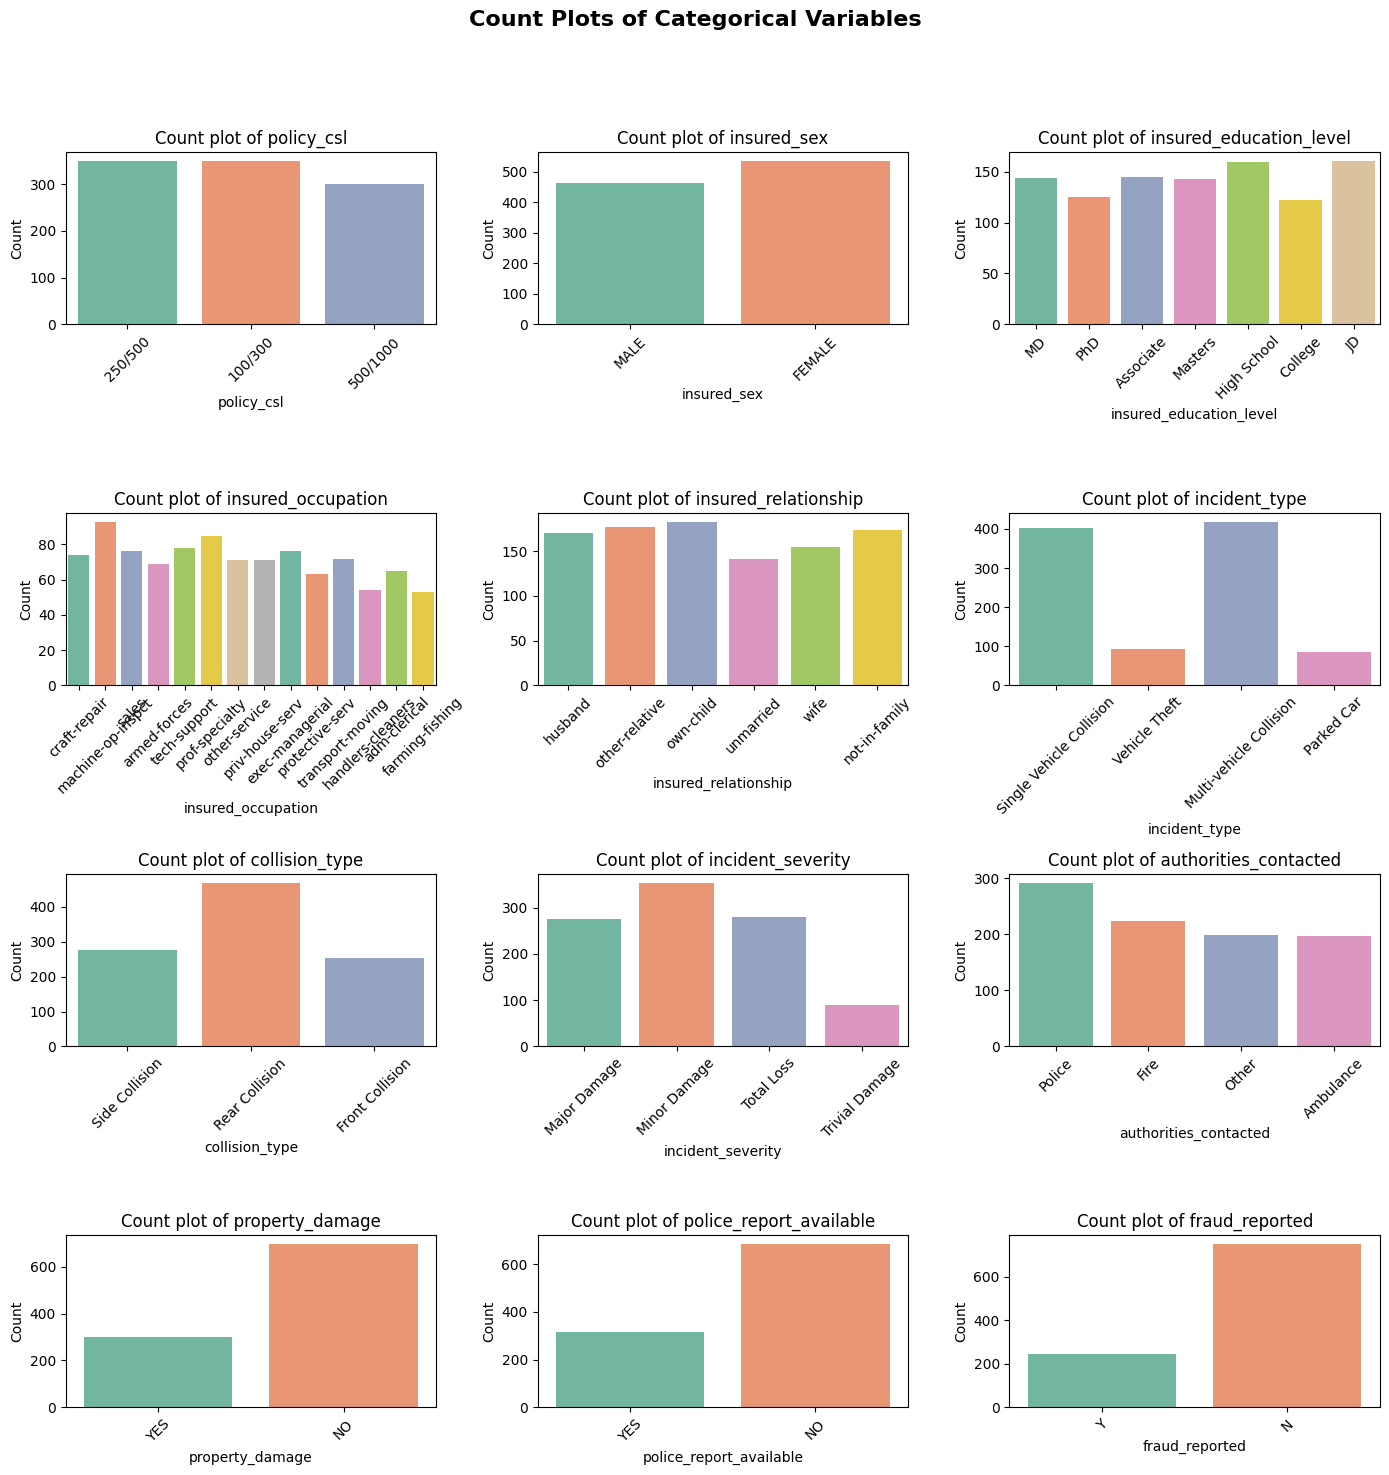 Count Plots of Categorical Variables
Count plot of policy_csl
Count
300
200
100
0
250/500
100/300
500/1000
policy_csl
Count plot of insured_sex
Count
500
400
300
200
100
0
MALE
FEMALE
insured_sex
Count plot of insured_education_level
Count
150
100
50
0
MD
PhD
Associate
Masters
High School
College
JD
insured_education_level
Count plot of insured_occupation
Count
80
60
40
20
0
craft-repair
machine-op-inspct
sales
armed-forces
tech-support
prof-specialty
other-service
priv-house-serv
exec-managerial
protective-serv
transport-moving
handlers-cleaners
adm-clerical
farming-fishing
insured_occupation
Count plot of insured_relationship
Count
150
100
50
0
husband
other-relative
own-child
unmarried
wife
not-in-family
insured_relationship
Count plot of incident_type
Count
400
300
200
100
0
Single Vehicle Collision
Vehicle Theft
Multi-vehicle Collision
Parked Car
incident_type
Count plot of collision_type
Count
400
300
200
100
0
Side Collision
Rear Collision
Front Collision
collision_type
Count plot of incident_severity
Count
300
200
100
0
Major Damage
Minor Damage
Total Loss
Trivial Damage
incident_severity
Count plot of authorities_contacted
Count
300
200
100
0
Police
Fire
Other
Ambulance
authorities_contacted
Count plot of property_damage
Count
600
400
200
0
YES
NO
property_damage
Count plot of police_report_available
Count
600
400
200
0
YES
NO
police_report_available
Count plot of fraud_reported
Count
600
400
200
0
Y
N
fraud_reported